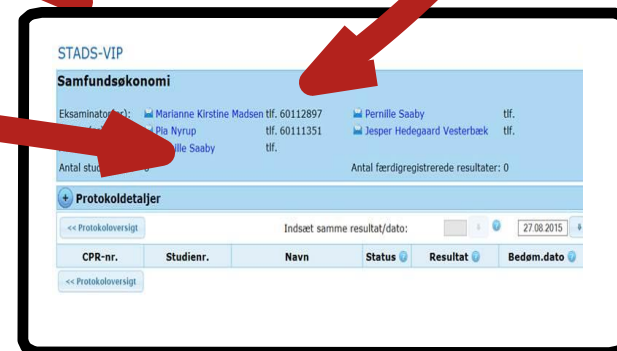 STADS-VIP
Samfundsøkonomi
Marianne Kirstine Madsen tlf. 60112897 Pernille Saaby tlf.
Pia Nyrup tlf. 60111351 Jesper Hedegaard Vesterbæk tlf.
Saaby tlf.
Antal Antal færdigregistrerede resultater: 0
+ Protokoldetaljer
<< Protokoloversigt Indsæt samme resultat/dato: 27.08.2015
CPR-nr. Studienr. Navn Status Resultat Bedøm.dato
<< Protokoloversigt